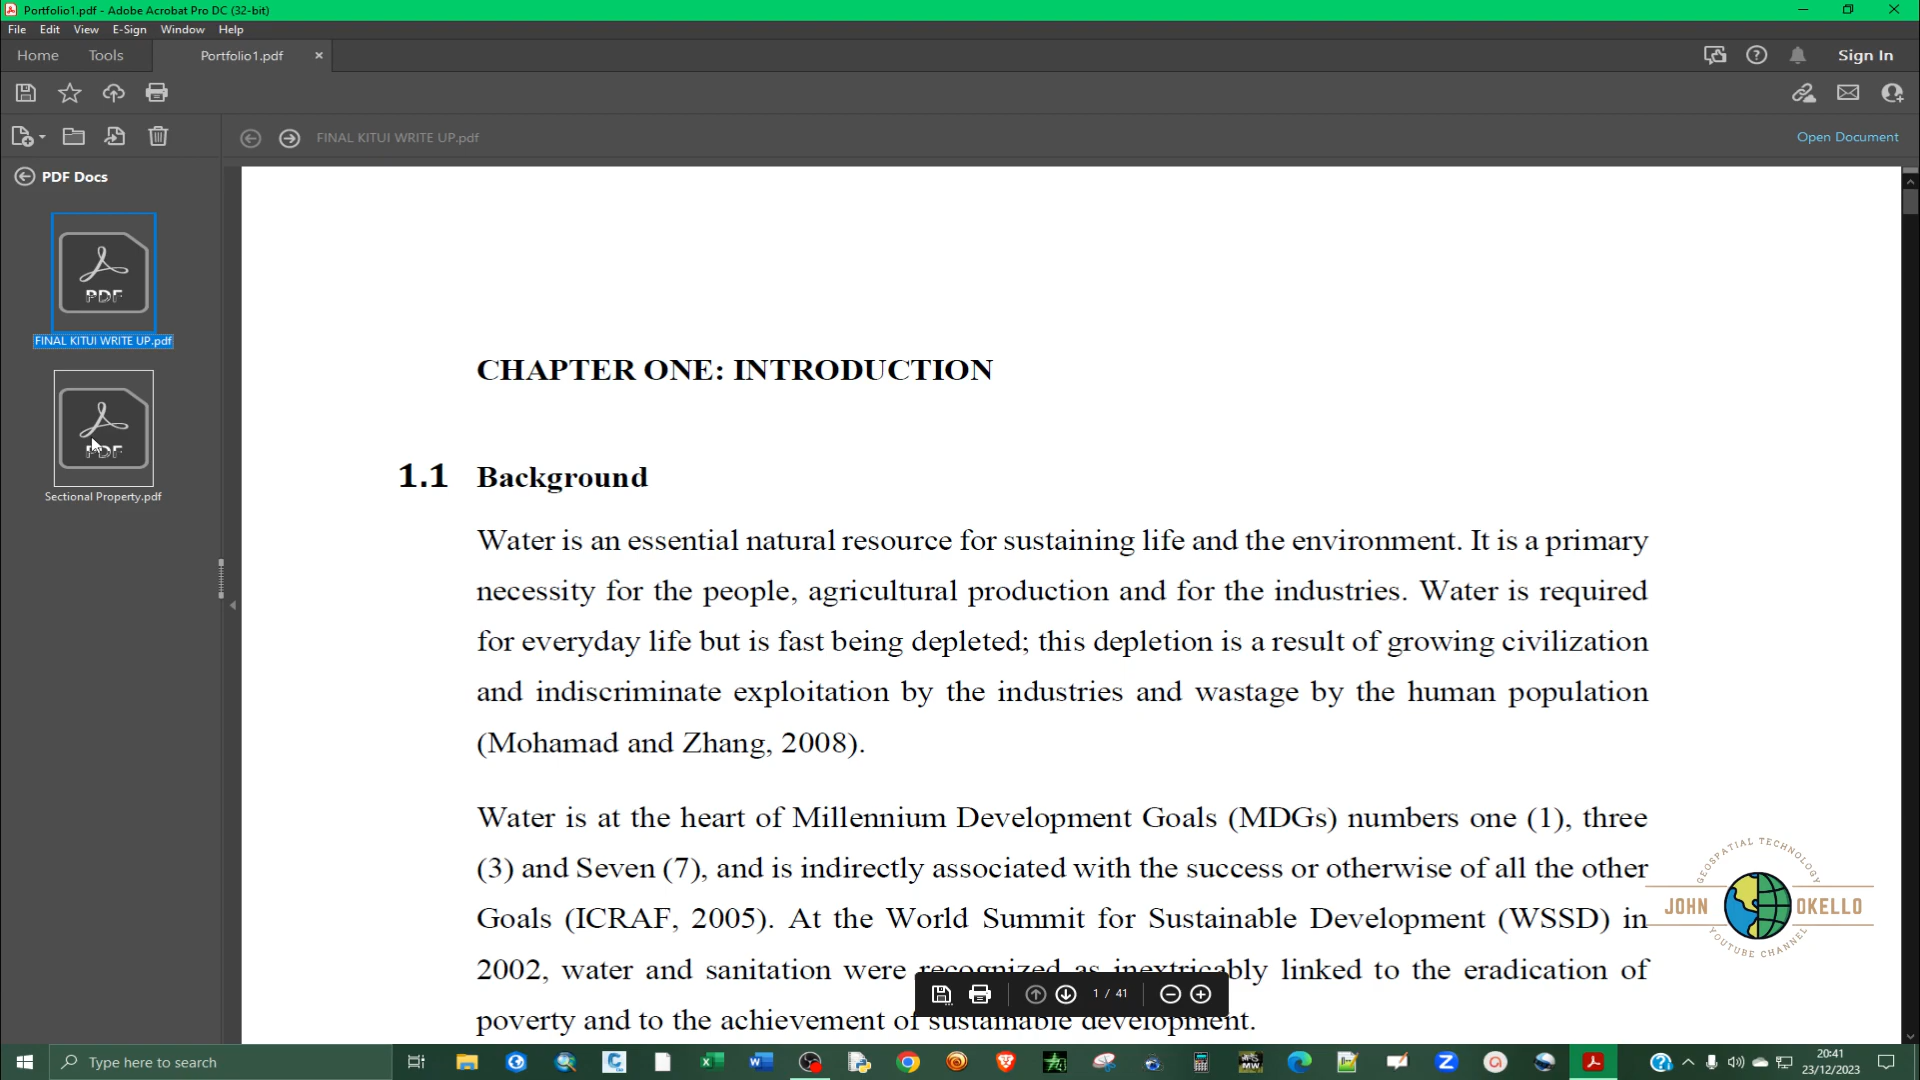 Portfolio1.pdf - Adobe Acrobat Pro DC (32-bit)
File Edit View E-Sign Window Help
Home Tools Portfolio1.pdf × Sign In
FINAL KITUI WRITE UP.pdf Open Document
PDF Docs
PDF
FINAL KITUI WRITE UP.pdf
PDF
Sectional Property.pdf
CHAPTER ONE: INTRODUCTION
1.1 Background
Water is an essential natural resource for sustaining life and the environment. It is a primary
necessity for the people, agricultural production and for the industries. Water is required
for everyday life but is fast being depleted; this depletion is a result of growing civilization
and indiscriminate exploitation by the industries and wastage by the human population
(Mohamad and Zhang, 2008).
Water is at the heart of Millennium Development Goals (MDGs) numbers one (1), three
(3) and Seven (7), and is indirectly associated with the success or otherwise of all the other
Goals (ICRAF, 2005). At the World Summit for Sustainable Development (WSSD) in
2002, water and sanitation were recognized as inextricably linked to the eradication of
poverty and to the achievement of sustainable development.
1 / 41
GEOSPATIAL TECHNOLOGY
JOHN OKELLO
YOUTUBE CHANNEL
Type here to search
20:41
23/12/2023